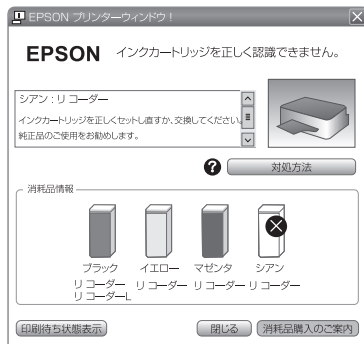 EPSON プリンターウィンドウ！
EPSON インクカートリッジを正しく認識できません。
シアン：リコーダー
インクカートリッジを正しくセットし直すか、交換してください。
純正品のご使用をお勧めします。
対処方法
消耗品情報
ブラック イエロー マゼンタ シアン
リコーダー リコーダー リコーダー リコーダー
リコーダーL
印刷待ち状態表示 閉じる 消耗品購入のご案内